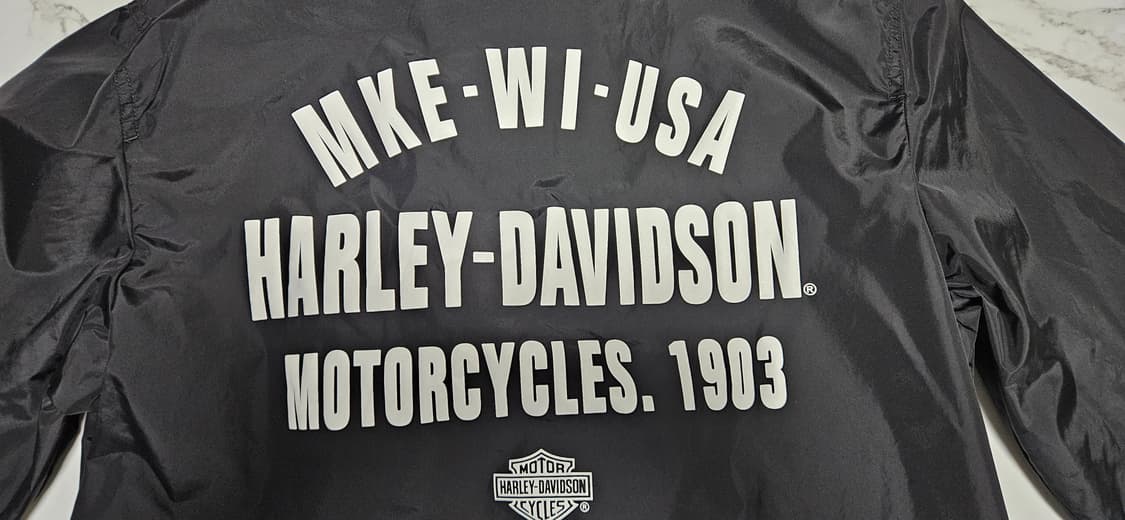 MKE-WI-USA
HARLEY-DAVIDSON®
MOTORCYCLES. 1903
MOTOR
HARLEY-DAVIDSON
CYCLES®